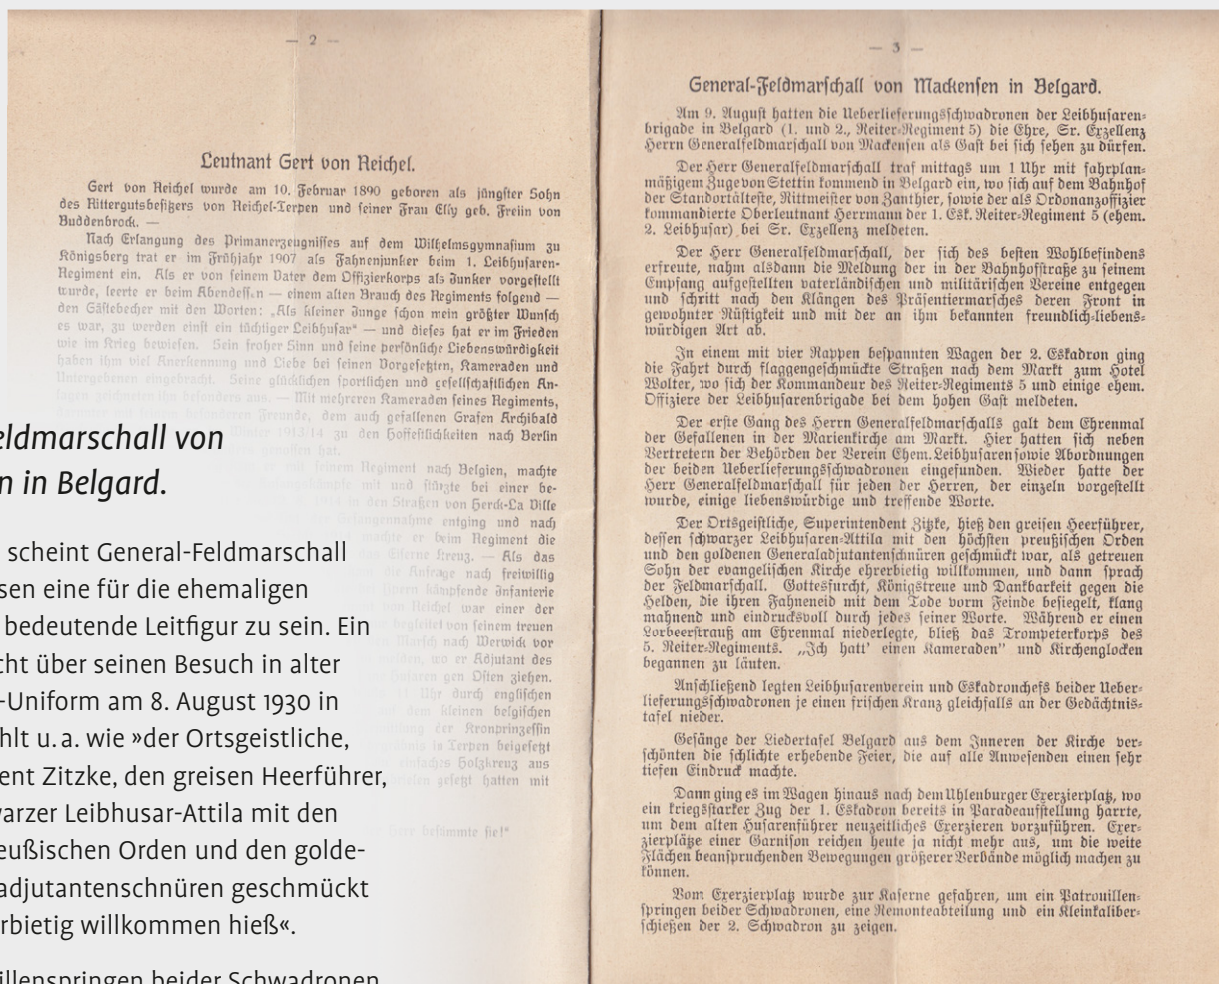 — 2 —
Leutnant Gert von Reichel.
Gert von Reichel wurde am 10. Februar 1890 geboren als jüngster Sohn
des Rittergutsbesitzers von Reichel-Terpen und seiner Frau Elly geb. Freiin von
Buddenbrock. —
Nach Erlangung des Primanerzeugnisses auf dem Wilhelmsgymnasium zu
Königsberg trat er im Frühjahr 1907 als Fahnenjunker beim 1. Leibhusaren-
Regiment ein. Als er von seinem Vater dem Offizierkorps als Junker vorgestellt
wurde, leerte er beim Abendessen — einem alten Brauch des Regiments folgend —
den Gästebecher mit den Worten: „Als kleiner Junge schon mein größter Wunsch
es war, zu werden einst ein tüchtiger Leibhusar“ — und dieses hat er im Frieden
wie im Krieg bewiesen. Sein froher Sinn und seine persönliche Liebenswürdigkeit
haben ihm viel Anerkennung und Liebe bei seinen Vorgesetzten, Kameraden und
Untergebenen eingebracht. Seine glücklichen sportlichen und gesellschaftlichen An-
lagen zeichneten ihn besonders aus. — Mit mehreren Kameraden seines Regiments,
darunter mit seinem besonderen Freunde, dem auch gefallenen Grafen Archibald
Winter 1913/14 zu den Hoffestlichkeiten nach Berlin
seinem Regiment nach Belgien, machte
mit und stürzte bei einer be-
in den Straßen von Herck-La Ville
entging und nach
er beim Regiment die
Eiserne Kreuz. — Als das
die Anfrage nach freiwillig
kämpfende Infanterie
von Reichel war einer der
begleitet von seinem treuen
Marsch nach Werwick vor
wo er Adjutant des
gen Osten ziehen.
Uhr durch englischen
dem kleinen belgischen
der Kronprinzessin
in Terpen beigesetzt
einfaches Holzkreuz aus
gesetzt hatten mit
bestimmte sie!“
eldmarschall von
n in Belgard.
scheint General-Feldmarschall
sen eine für die ehemaligen
bedeutende Leitfigur zu sein. Ein
cht über seinen Besuch in alter
-Uniform am 8. August 1930 in
hlt u. a. wie »der Ortsgeistliche,
ent Zitzke, den greisen Heerführer,
warzer Leibhusar-Attila mit den
eußischen Orden und den golde-
adjutantenschnüren geschmückt
rbietig willkommen hieß«.
illenspringen beider Schwadronen
— 3 —
General-Feldmarschall von Mackensen in Belgard.
Am 9. August hatten die Ueberlieferungsschwadronen der Leibhusaren-
brigade in Belgard (1. und 2., Reiter-Regiment 5) die Ehre, Sr. Exzellenz
Herrn Generalfeldmarschall von Mackensen als Gast bei sich sehen zu dürfen.
Der Herr Generalfeldmarschall traf mittags um 1 Uhr mit fahrplan-
mäßigem Zuge von Stettin kommend in Belgard ein, wo sich auf dem Bahnhof
der Standortälteste, Rittmeister von Zanthier, sowie der als Ordonanzoffizier
kommandierte Oberleutnant Herrmann der 1. Esk. Reiter-Regiment 5 (ehem.
2. Leibhusar) bei Sr. Exzellenz meldeten.
Der Herr Generalfeldmarschall, der sich des besten Wohlbefindens
erfreute, nahm alsdann die Meldung der in der Bahnhofstraße zu seinem
Empfang aufgestellten vaterländischen und militärischen Vereine entgegen
und schritt nach den Klängen des Präsentiermarsches deren Front in
gewohnter Rüstigkeit und mit der an ihm bekannten freundlich-liebens-
würdigen Art ab.
In einem mit vier Rappen bespannten Wagen der 2. Eskadron ging
die Fahrt durch flaggengeschmückte Straßen nach dem Markt zum Hotel
Wolter, wo sich der Kommandeur des Reiter-Regiments 5 und einige ehem.
Offiziere der Leibhusarenbrigade bei dem hohen Gast meldeten.
Der erste Gang des Herrn Generalfeldmarschalls galt dem Ehrenmal
der Gefallenen in der Marienkirche am Markt. Hier hatten sich neben
Vertretern der Behörden der Verein Ehem. Leibhusaren sowie Abordnungen
der beiden Ueberlieferungsschwadronen eingefunden. Wieder hatte der
Herr Generalfeldmarschall für jeden der Herren, der einzeln vorgestellt
wurde, einige liebenswürdige und treffende Worte.
Der Ortsgeistliche, Superintendent Zitzke, hieß den greisen Heerführer,
dessen schwarzer Leibhusaren-Attila mit den höchsten preußischen Orden
und den goldenen Generaladjutantenschnüren geschmückt war, als getreuen
Sohn der evangelischen Kirche ehrerbietig willkommen, und dann sprach
der Feldmarschall. Gottesfurcht, Königstreue und Dankbarkeit gegen die
Helden, die ihren Fahneneid mit dem Tode vorm Feinde besiegelt, klang
mahnend und eindrucksvoll durch jedes seiner Worte. Während er einen
Lorbeerstrauß am Ehrenmal niederlegte, bließ das Trompeterkorps des
5. Reiter-Regiments. „Ich hatt' einen Kameraden” und Kirchenglocken
begannen zu läuten.
Anschließend legten Leibhusarenverein und Eskadronchefs beider Ueber-
lieferungsschwadronen je einen frischen Kranz gleichfalls an der Gedächtnis-
tafel nieder.
Gesänge der Liedertafel Belgard aus dem Inneren der Kirche ver-
schönten die schlichte erhebende Feier, die auf alle Anwesenden einen sehr
tiefen Eindruck machte.
Dann ging es im Wagen hinaus nach dem Uhlenburger Exerzierplatz, wo
ein kriegsstarker Zug der 1. Eskadron bereits in Paradeaufstellung harrte,
um dem alten Husarenführer neuzeitliches Exerzieren vorzuführen. Exer-
zierplätze einer Garnison reichen heute ja nicht mehr aus, um die weite
Flächen beanspruchenden Bewegungen größerer Verbände möglich machen zu
können.
Vom Exerzierplatz wurde zur Kaserne gefahren, um ein Patrouillen-
springen beider Schwadronen, eine Remonteabteilung und ein Kleinkaliber-
schießen der 2. Schwadron zu zeigen.